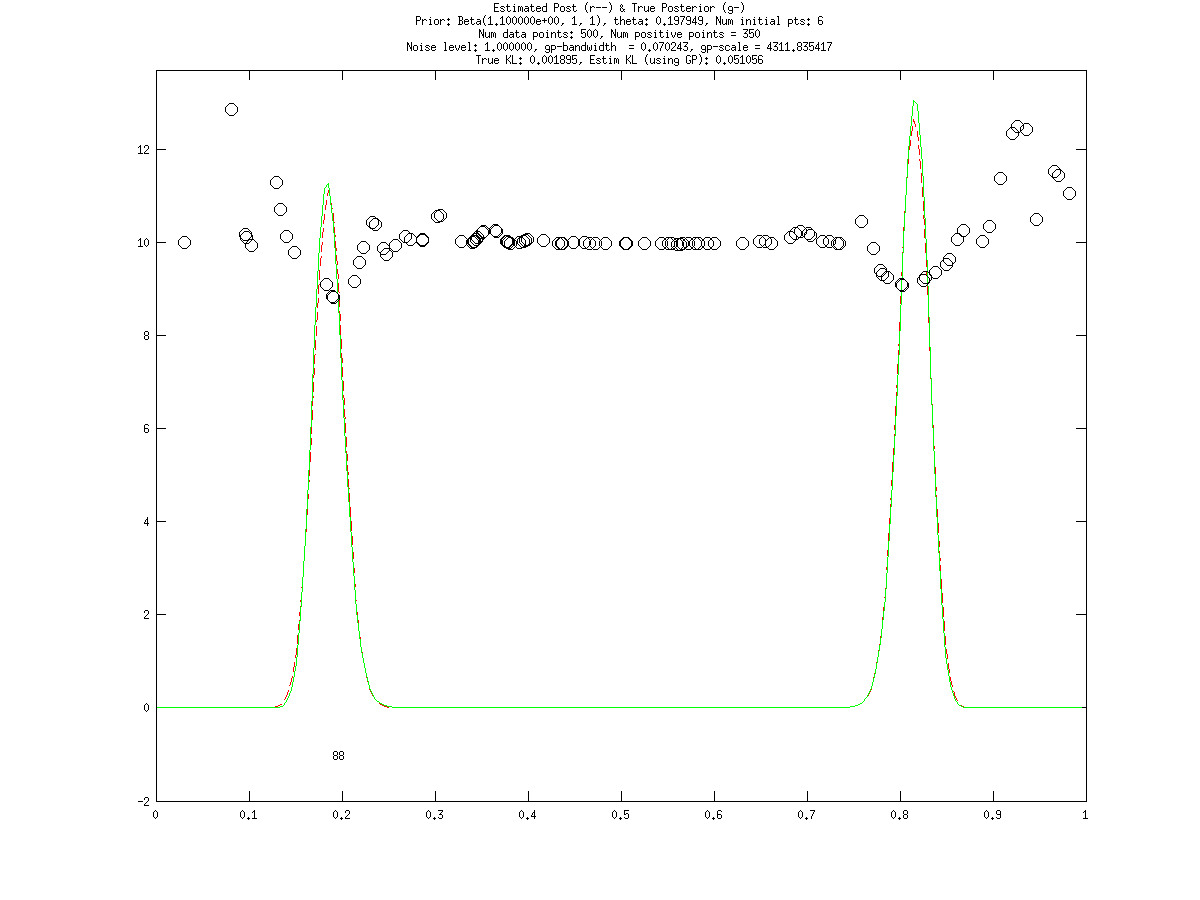 Estimated Post (r--) & True Posterior (g-)
Prior: Beta(1.100000e+00, 1, 1), theta: 0.197949, Num initial pts: 6
Num data points: 500, Num positive points = 350
Noise level: 1.000000, gp-bandwidth  = 0.070243, gp-scale = 4311.835417
True KL: 0.001895, Estim KL (using GP): 0.051056
12
10
8
6
4
2
0
88
-2
0 0.1 0.2 0.3 0.4 0.5 0.6 0.7 0.8 0.9 1